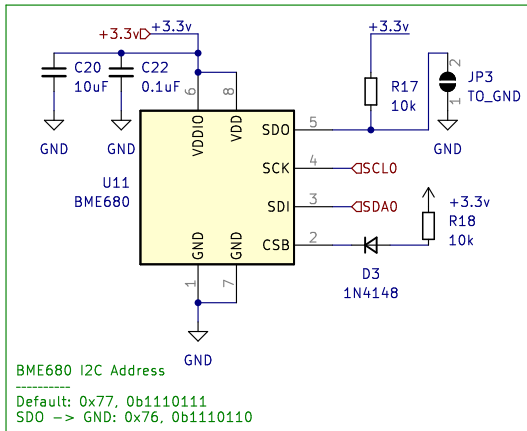 +3.3v +3.3v
C20
10uF
C22
0.1uF
GND
GND
6
8
VDDIO
VDD
U11
BME680
SDO
5
SCK
4
SCL0
SDI
3
SDA0
CSB
2
GND
GND
1
7
GND
+3.3v
R17
10k
JP3
TO_GND
2
1
GND
+3.3v
R18
10k
D3
1N4148
BME680 I2C Address
----------
Default: 0x77, 0b1110111
SDO -> GND: 0x76, 0b1110110